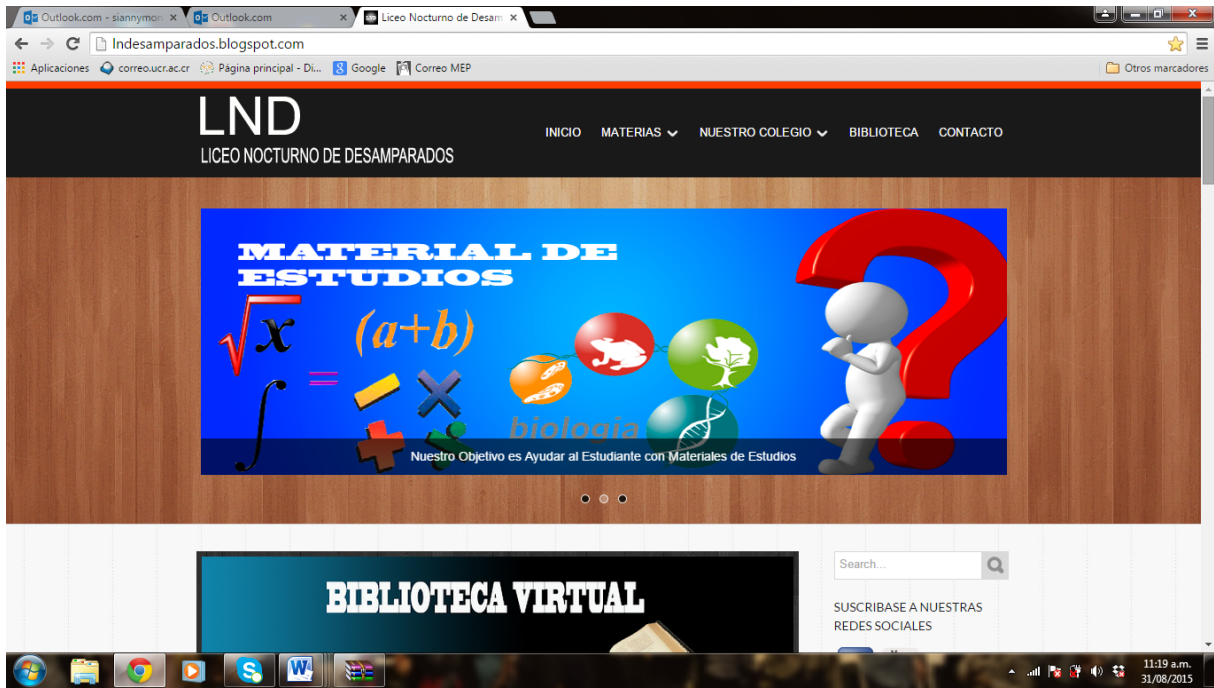 Outlook.com - siannymon
Outlook.com
Liceo Nocturno de Desam
lndesamparados.blogspot.com
Aplicaciones
correo.ucr.ac.cr
Página principal - Di...
Google
Correo MEP
Otros marcadores
LND
LICEO NOCTURNO DE DESAMPARADOS
INICIO
MATERIAS
NUESTRO COLEGIO
BIBLIOTECA
CONTACTO
MATERIAL DE
ESTUDIOS
√x
(a+b)
∫ =
biologia
Nuestro Objetivo es Ayudar al Estudiante con Materiales de Estudios
BIBLIOTECA VIRTUAL
Search...
SUSCRIBASE A NUESTRAS
REDES SOCIALES
11:19 a.m.
31/08/2015